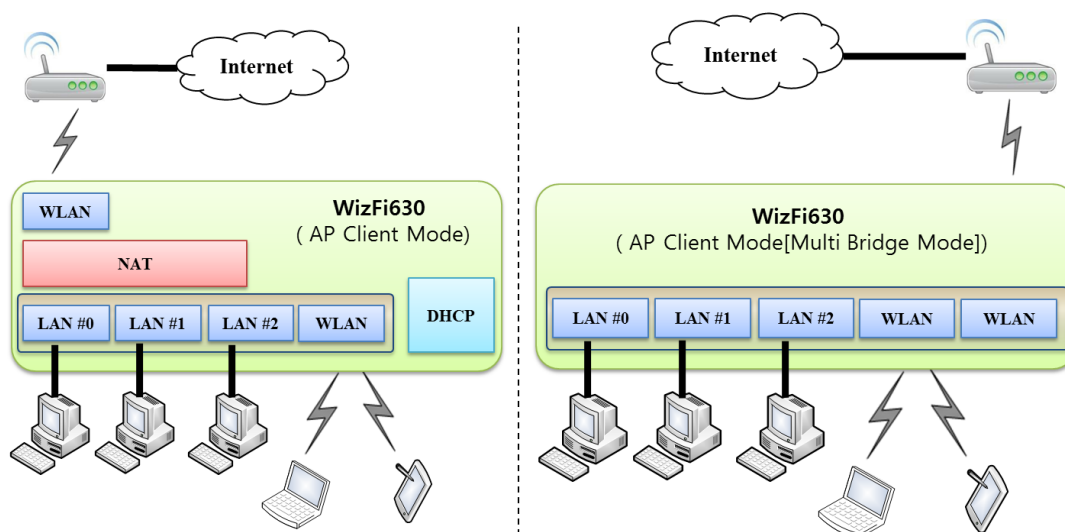 Internet
WLAN
WizFi630
( AP Client Mode)
NAT
DHCP
LAN #0
LAN #1
LAN #2
WLAN
Internet
WizFi630
( AP Client Mode[Multi Bridge Mode])
LAN #0
LAN #1
LAN #2
WLAN
WLAN